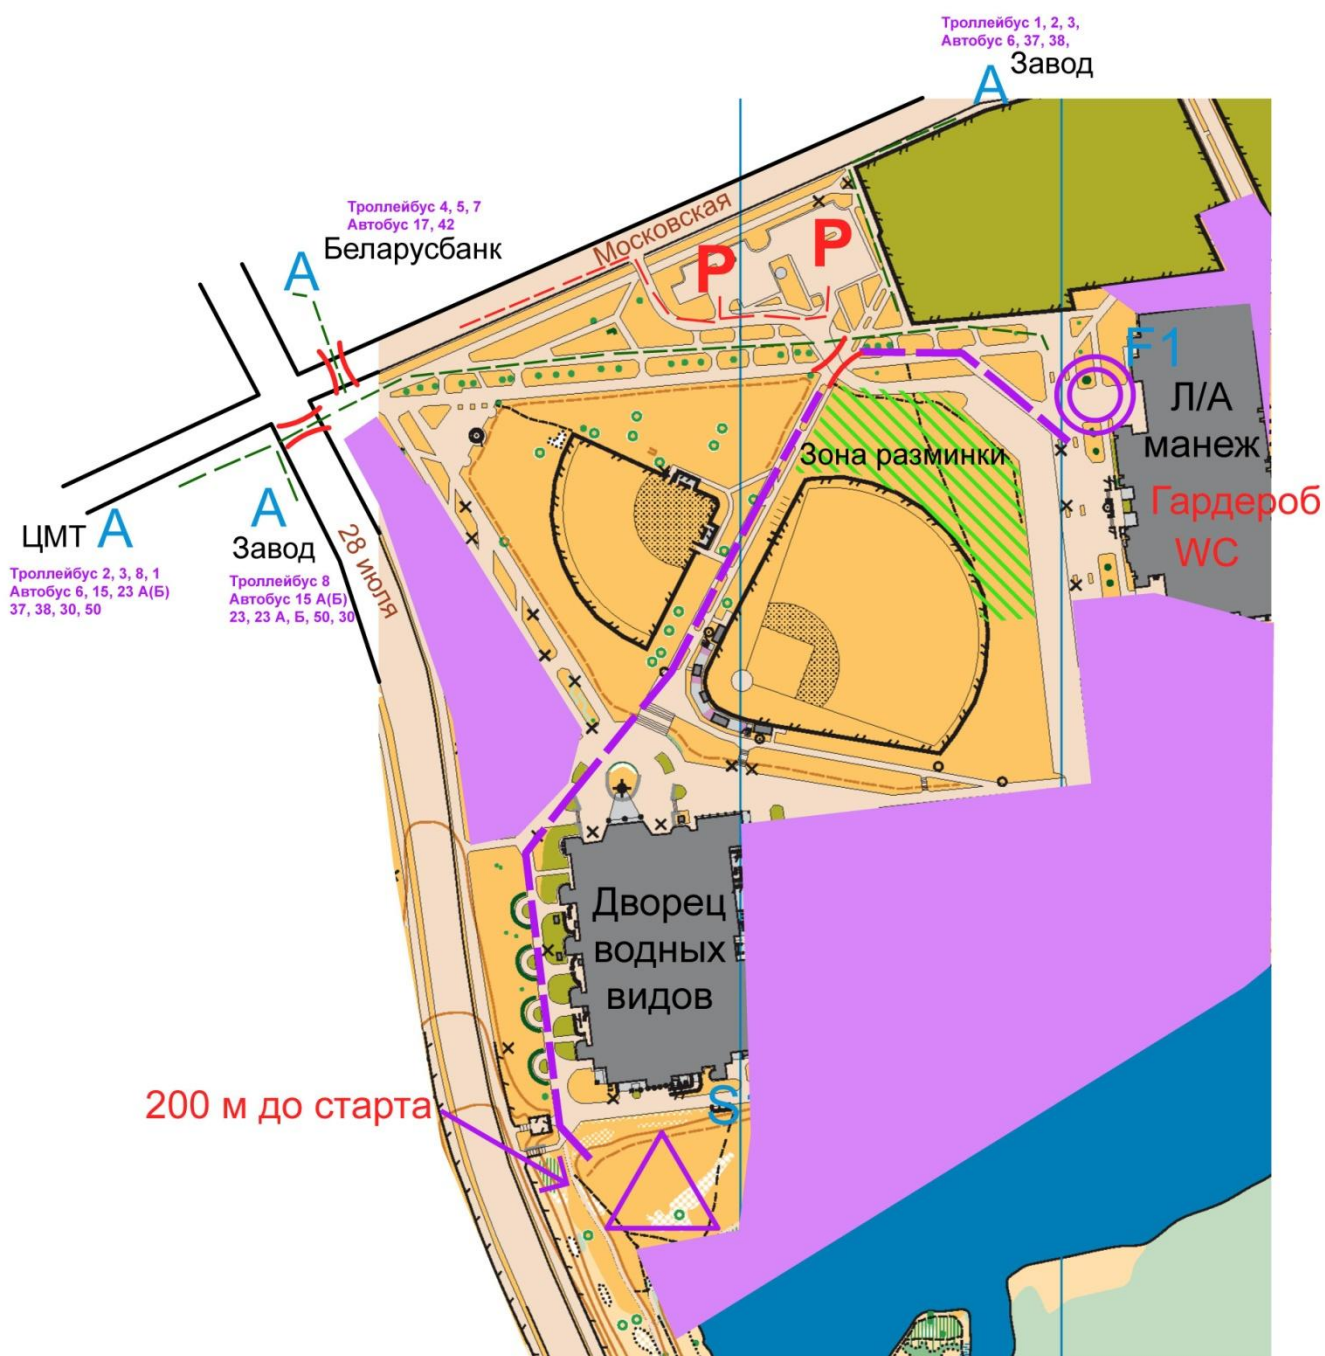 Троллейбус 1, 2, 3,
Автобус 6, 37, 38,
А Завод
Троллейбус 4, 5, 7
Автобус 17, 42
А Беларусбанк
Московская
P P
F1
Л/А
манеж
Гардероб
WC
Зона разминки
ЦМТ А
Троллейбус 2, 3, 8, 1
Автобус 6, 15, 23 А(Б)
37, 38, 30, 50
А
Завод
Троллейбус 8
Автобус 15 А(Б)
23, 23 А, Б, 50, 30
28 июля
Дворец
водных
видов
200 м до старта
S